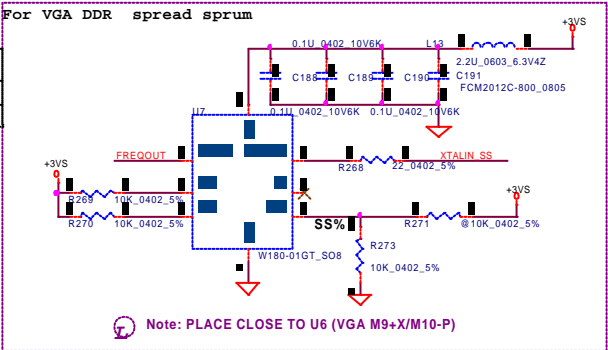 For VGA DDR spread sprum
+3VS
0.1U_0402_10V6K
L13
2.2U_0603_6.3V4Z
C188
C189
C190
C191
FCM2012C-800_0805
0.1U_0402_10V6K
0.1U_0402_10V6K
U7
FREQOUT
XTALIN_SS
R268
22_0402_5%
+3VS
R269
10K_0402_5%
R270
10K_0402_5%
+3VS
SS%
R271
@10K_0402_5%
R273
10K_0402_5%
W180-01GT_SO8
Note: PLACE CLOSE TO U6 (VGA M9+X/M10-P)